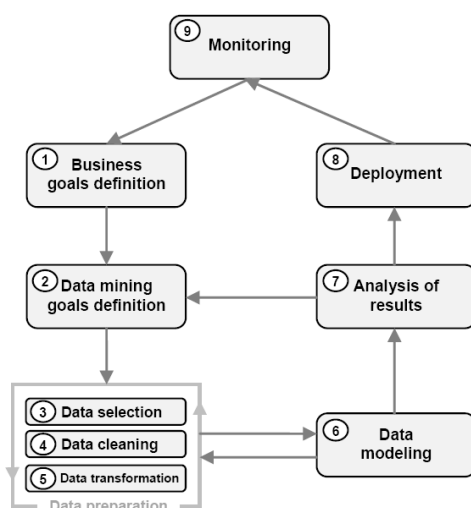 9
Monitoring
1
Business
goals definition
8
Deployment
2
Data mining
goals definition
7
Analysis of
results
3 Data selection
4 Data cleaning
5 Data transformation
Data preparation
6
Data
modeling